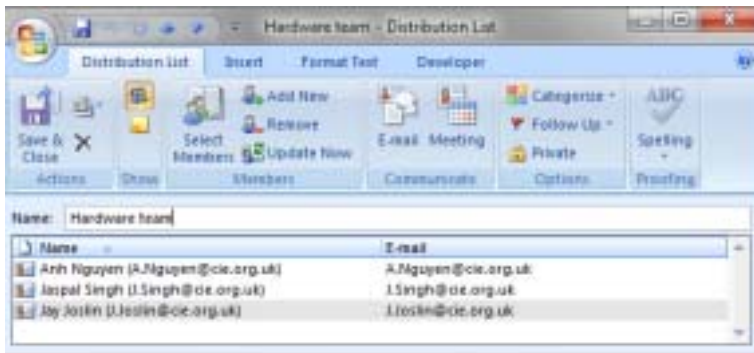 Hardware team - Distribution List
Distribution List Insert Format Text Developer
Save & Close
Select Members
Add New
Remove
Update Now
E-mail Meeting
Categorize
Follow Up
Private
ABC
Spelling
Actions Show Members Communicate Options Proofing
Name: Hardware team
Name E-mail
Anh Nguyen (A.Nguyen@cie.org.uk) A.Nguyen@cie.org.uk
Jaspal Singh (J.Singh@cie.org.uk) J.Singh@cie.org.uk
Jay Joslin (J.Joslin@cie.org.uk) J.Joslin@cie.org.uk